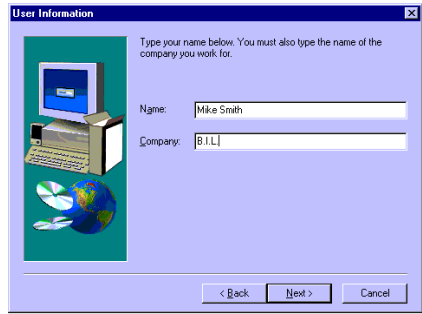 User Information
Type your name below. You must also type the name of the
company you work for.
Name: Mike Smith
Company: B.I.L.
< Back Next > Cancel